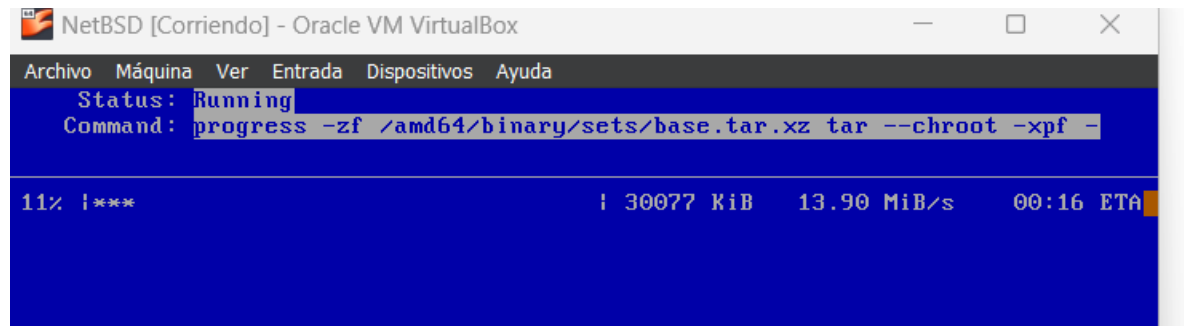 NetBSD [Corriendo] - Oracle VM VirtualBox
Archivo Máquina Ver Entrada Dispositivos Ayuda
Status: Running
Command: progress -zf /amd64/binary/sets/base.tar.xz tar --chroot -xpf -
11% |*** | 30077 KiB 13.90 MiB/s 00:16 ETA